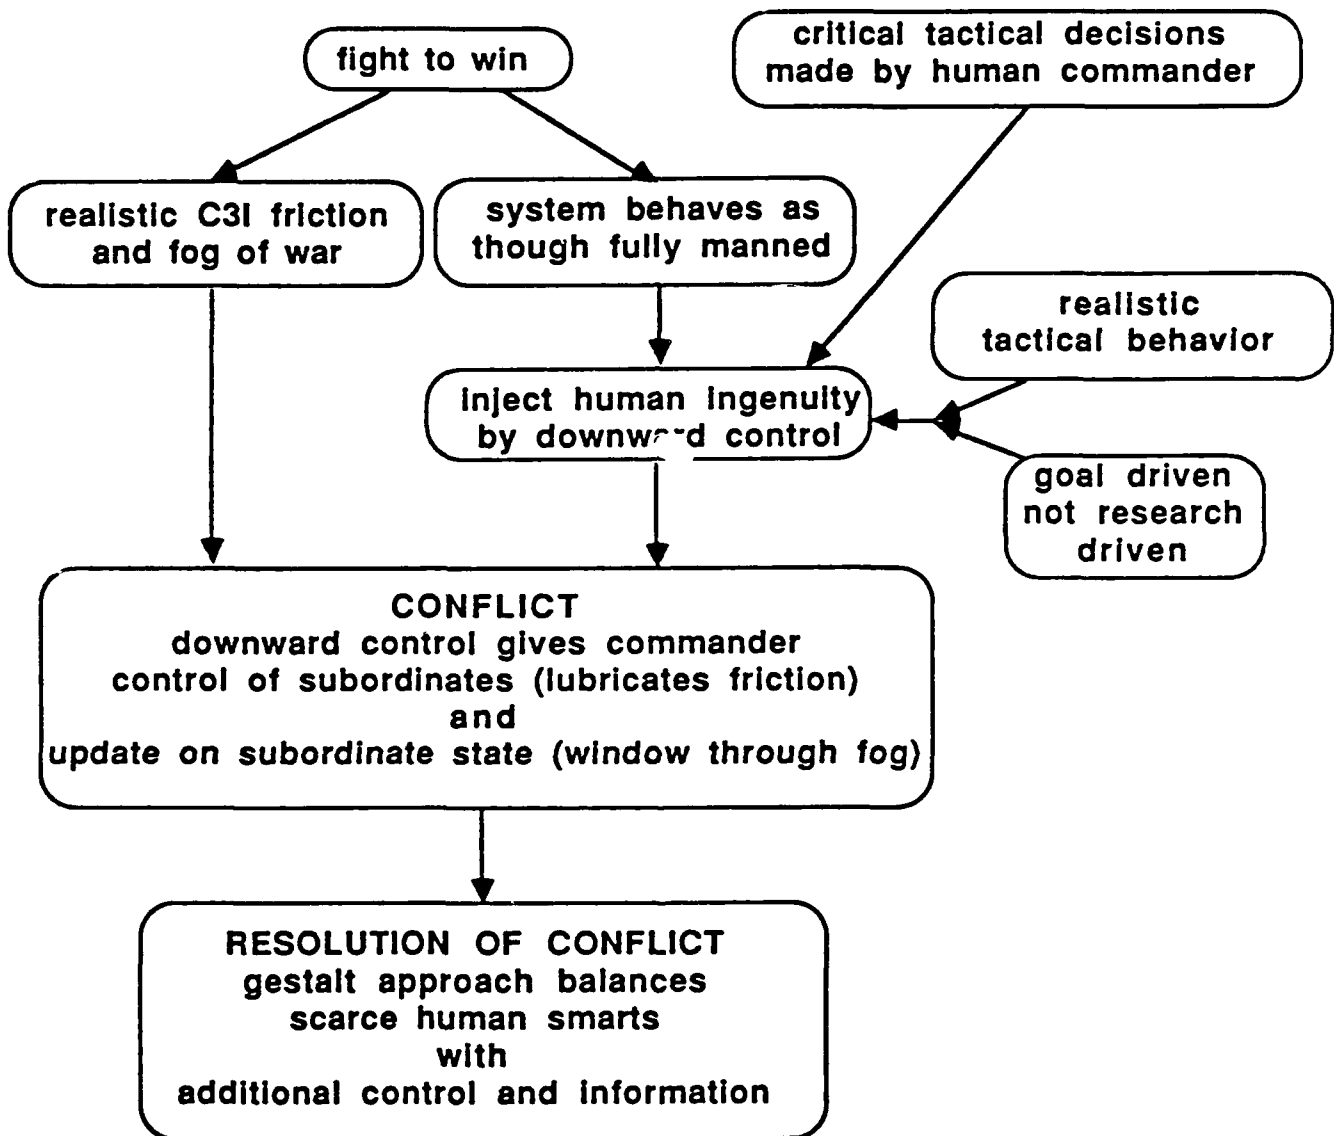 fight to win
critical tactical decisions
made by human commander
realistic C3I friction
and fog of war
system behaves as
though fully manned
realistic
tactical behavior
inject human ingenuity
by downward control
goal driven
not research
driven
CONFLICT
downward control gives commander
control of subordinates (lubricates friction)
and
update on subordinate state (window through fog)
RESOLUTION OF CONFLICT
gestalt approach balances
scarce human smarts
with
additional control and information